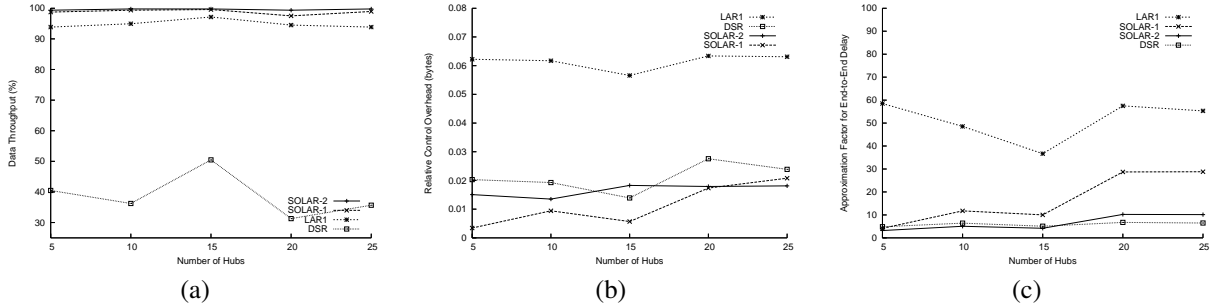 100
90
80
70
60
50
40
30
5
10
15
20
25
Data Throughput (%)
Number of Hubs
SOLAR-2
SOLAR-1
LAR1
DSR
(a)
0.08
0.07
0.06
0.05
0.04
0.03
0.02
0.01
0
5
10
15
20
25
Relative Control Overhead (bytes)
Number of Hubs
LAR1
DSR
SOLAR-2
SOLAR-1
(b)
100
90
80
70
60
50
40
30
20
10
0
5
10
15
20
25
Approximation Factor for End-to-End Delay
Number of Hubs
LAR1
SOLAR-1
SOLAR-2
DSR
(c)